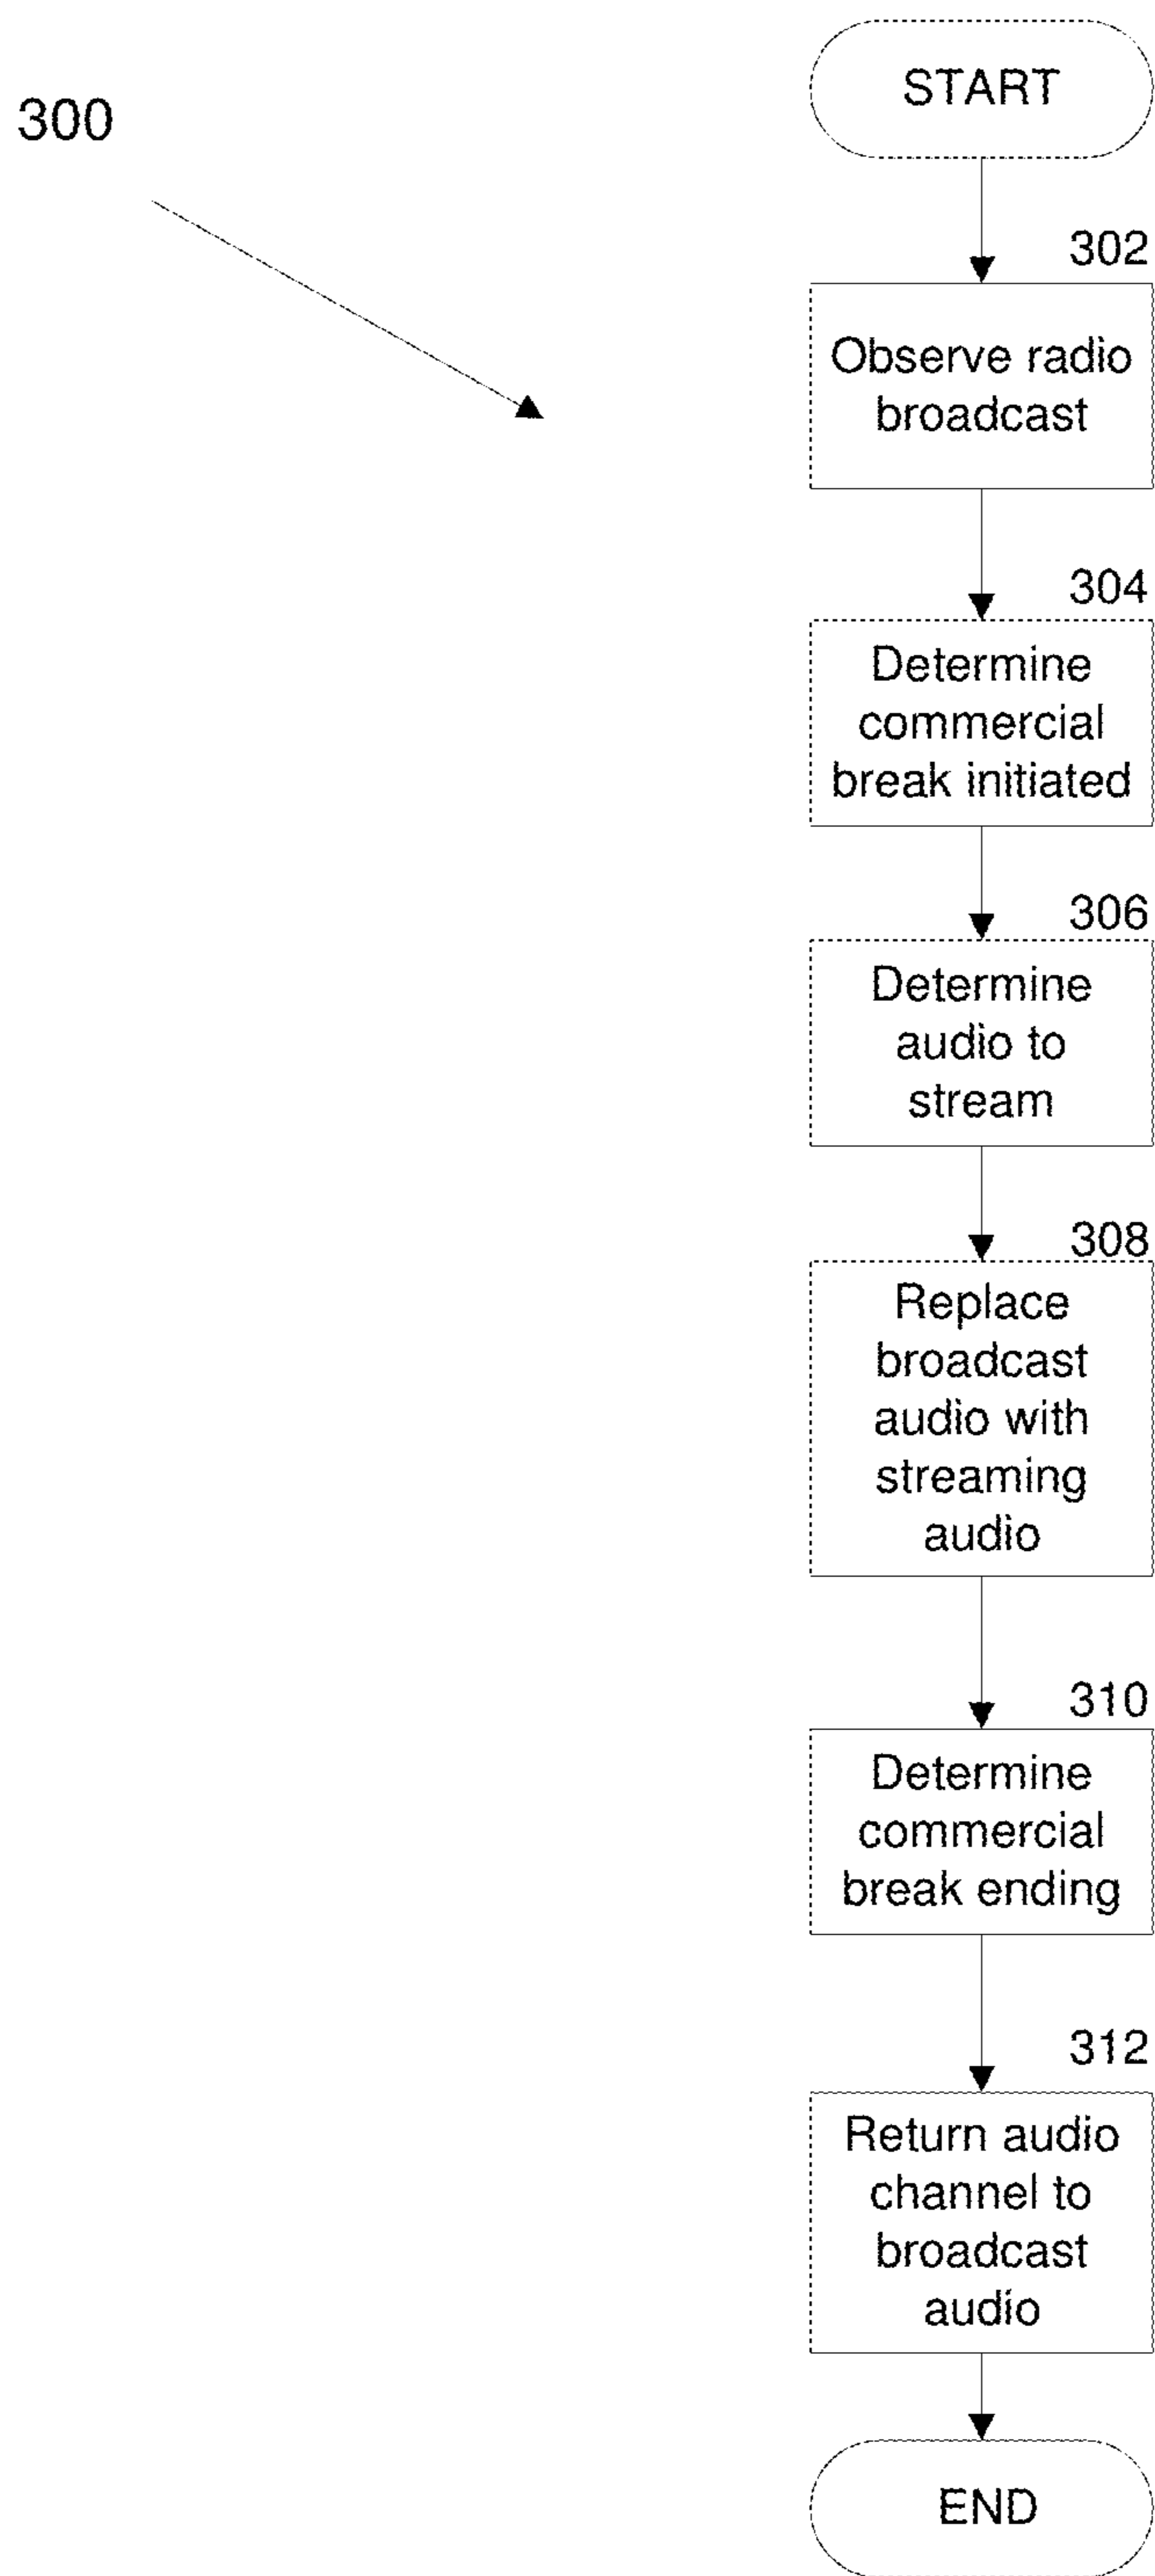 300
START
302
Observe radio
broadcast
304
Determine
commercial
break initiated
306
Determine
audio to
stream
308
Replace
broadcast
audio with
streaming
audio
310
Determine
commercial
break ending
312
Return audio
channel to
broadcast
audio
END